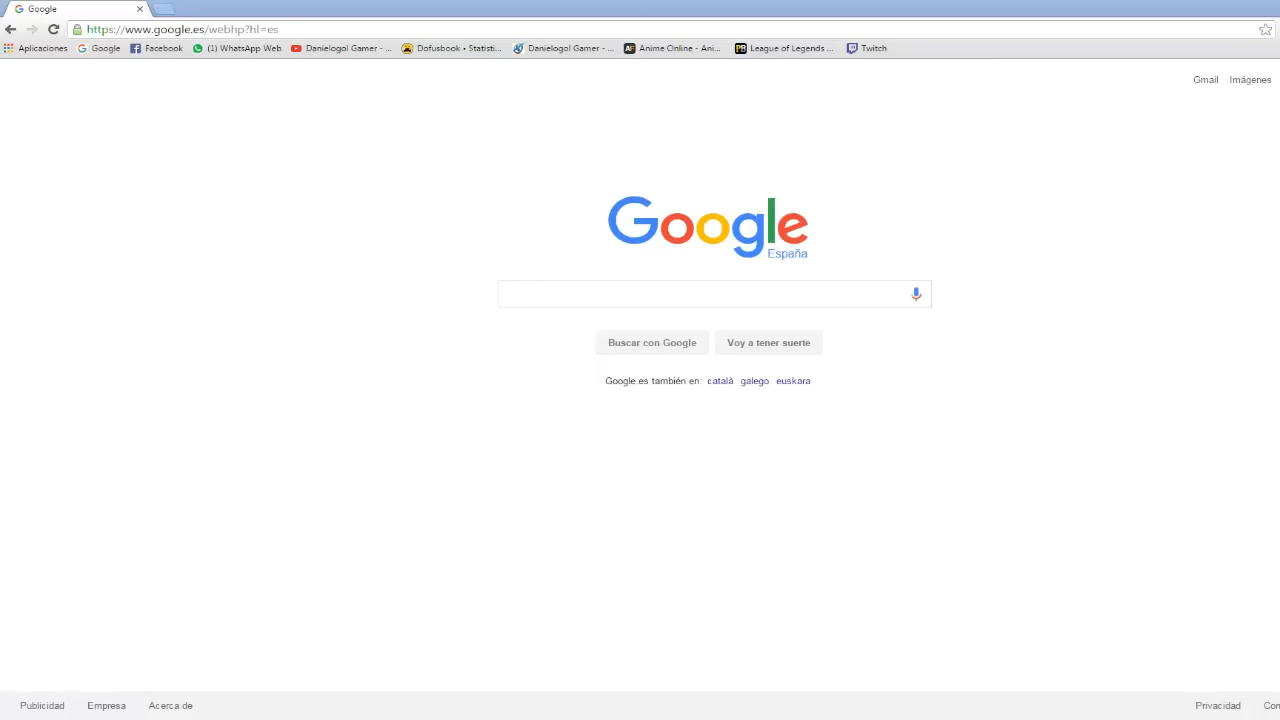 Google
https://www.google.es/webhp?hl=es
Aplicaciones Google Facebook (1) WhatsApp Web Danielogol Gamer - ... Dofusbook • Statisti... Danielogol Gamer - ... Anime Online - Ani... League of Legends ... Twitch
Gmail Imágenes
Google
España
Buscar con Google Voy a tener suerte
Google.es también en: català galego euskara
Publicidad Empresa Acerca de Privacidad Con